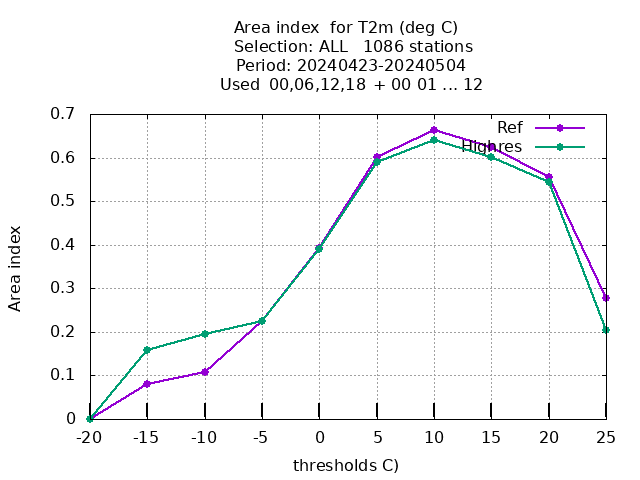 Area index  for T2m (deg C)
Selection: ALL   1086 stations
Period: 20240423-20240504
Used  00,06,12,18  + 00 01 ... 12
Ref
Highres
0.7
0.6
0.5
0.4
0.3
0.2
0.1
0
Area index
-20 -15 -10 -5 0 5 10 15 20 25
thresholds C)